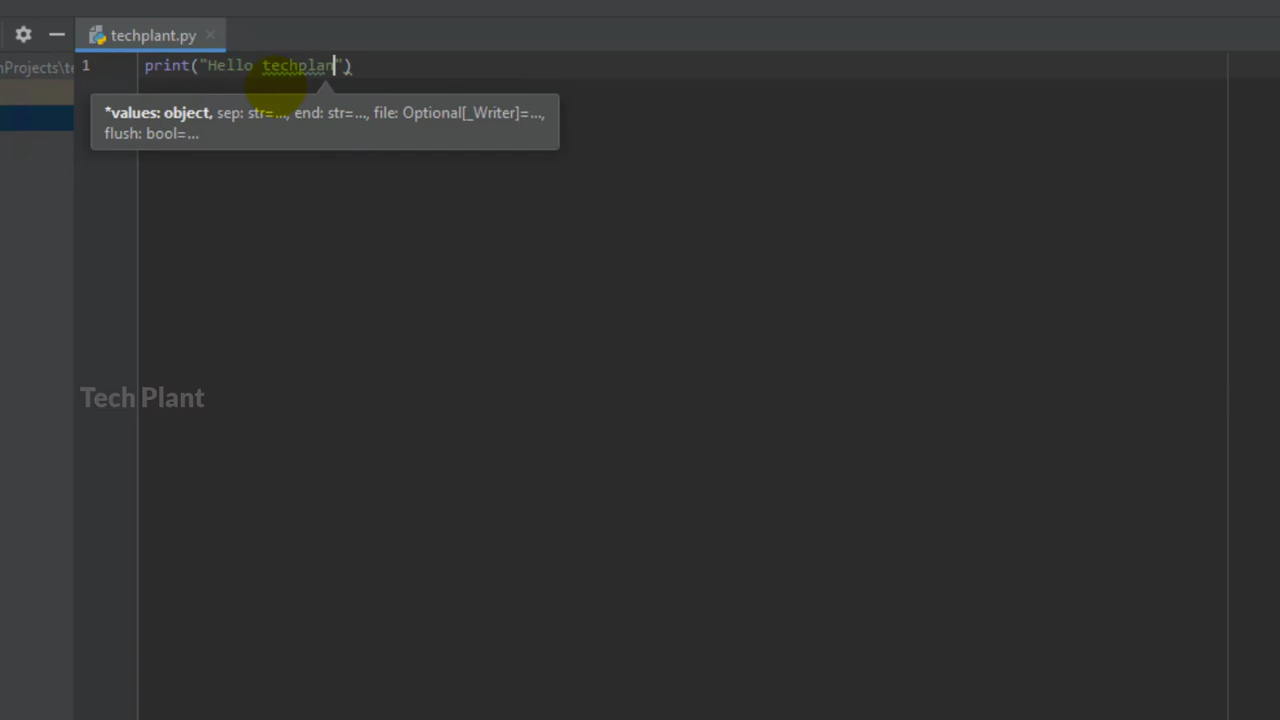 techplant.py
nProjects\te
1 print("Hello techplan")
*values: object, sep: str=..., end: str=..., file: Optional[_Writer]=...,
flush: bool=...
Tech Plant